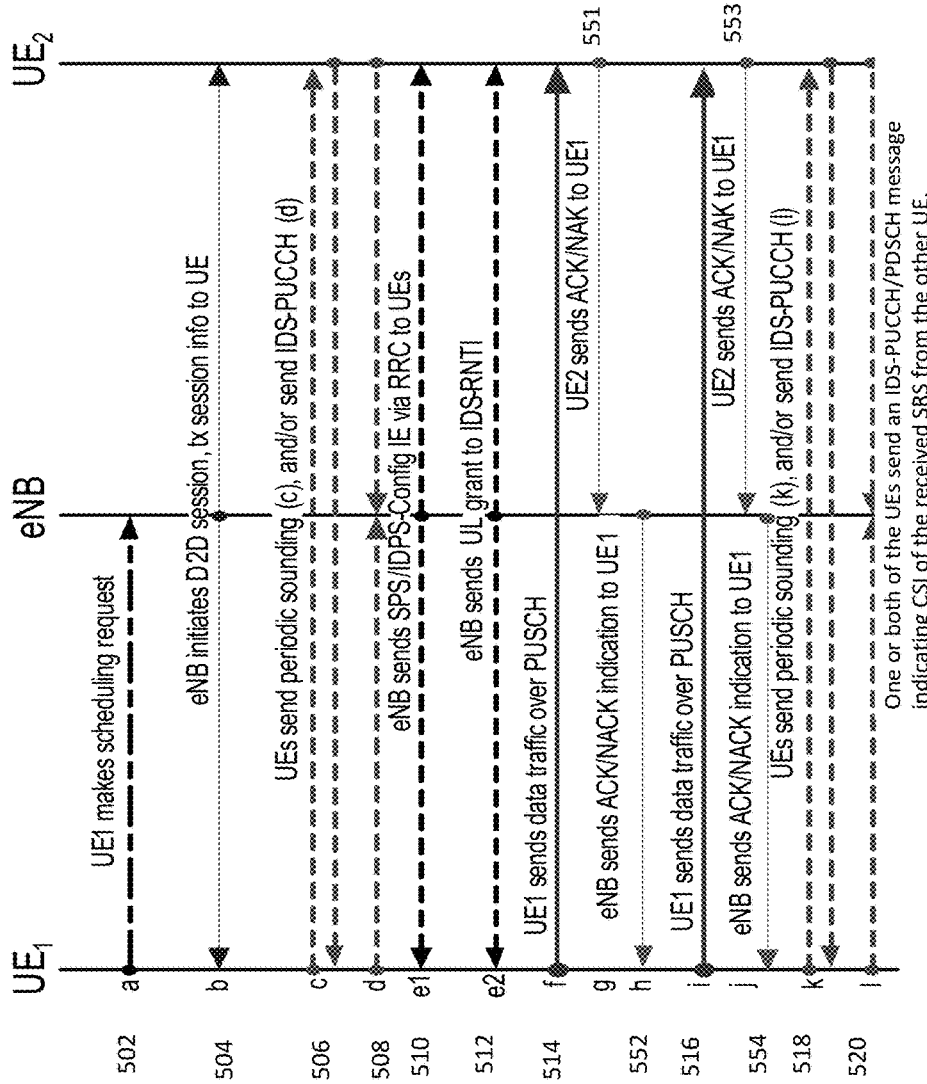 UE1
eNB
UE2
502
a
UE1 makes scheduling request
504
b
eNB initiates D2D session, tx session info to UE
506
c
UEs send periodic sounding (c), and/or send IDS-PUCCH (d)
508
d
510
e1
eNB sends SPS/IDPS-Config IE via RRC to UEs
512
e2
eNB sends UL grant to IDS-RNTI
514
f
UE1 sends data traffic over PUSCH
g
UE2 sends ACK/NAK to UE1
551
552
h
eNB sends ACK/NACK indication to UE1
516
i
UE1 sends data traffic over PUSCH
j
UE2 sends ACK/NAK to UE1
553
554
eNB sends ACK/NACK indication to UE1
518
k
UEs send periodic sounding (k), and/or send IDS-PUCCH (l)
520
l
One or both of the UEs send an IDS-PUCCH/PDSCH message
indicating CSI of the received SRS from the other UE.